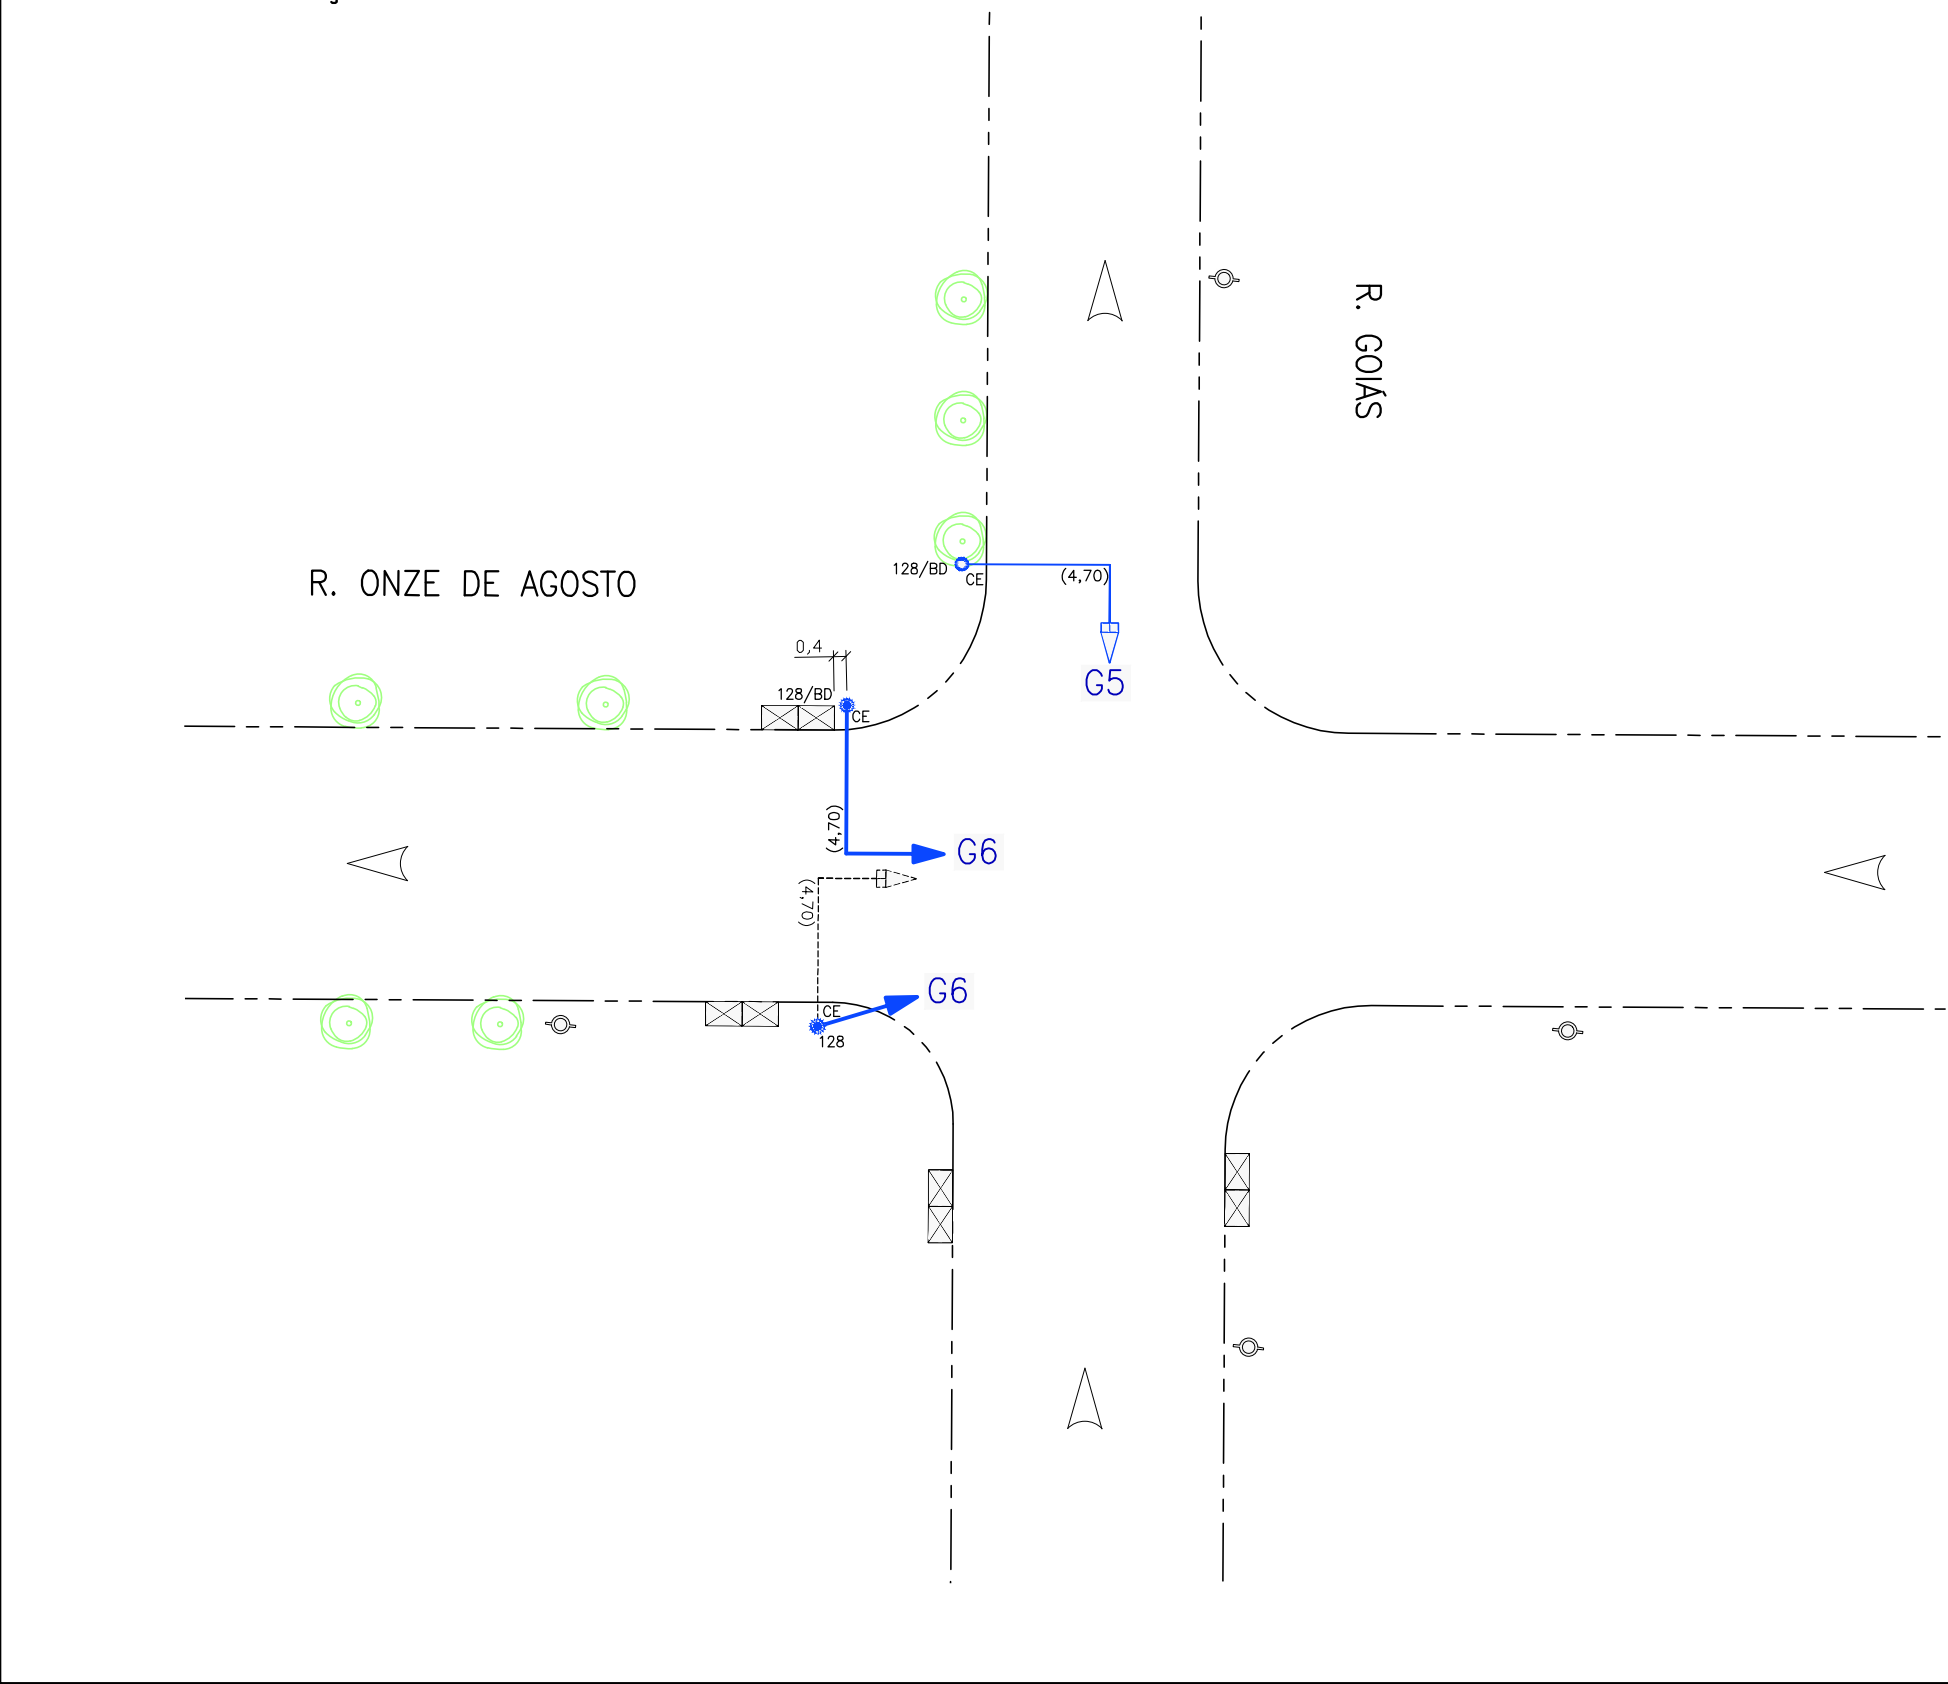 R. GOIÁS
R. ONZE DE AGOSTO
128/BD
CE
(4,70)
G5
0,4
128/BD
CE
(4,70)
G6
(4,70)
G6
CE
128